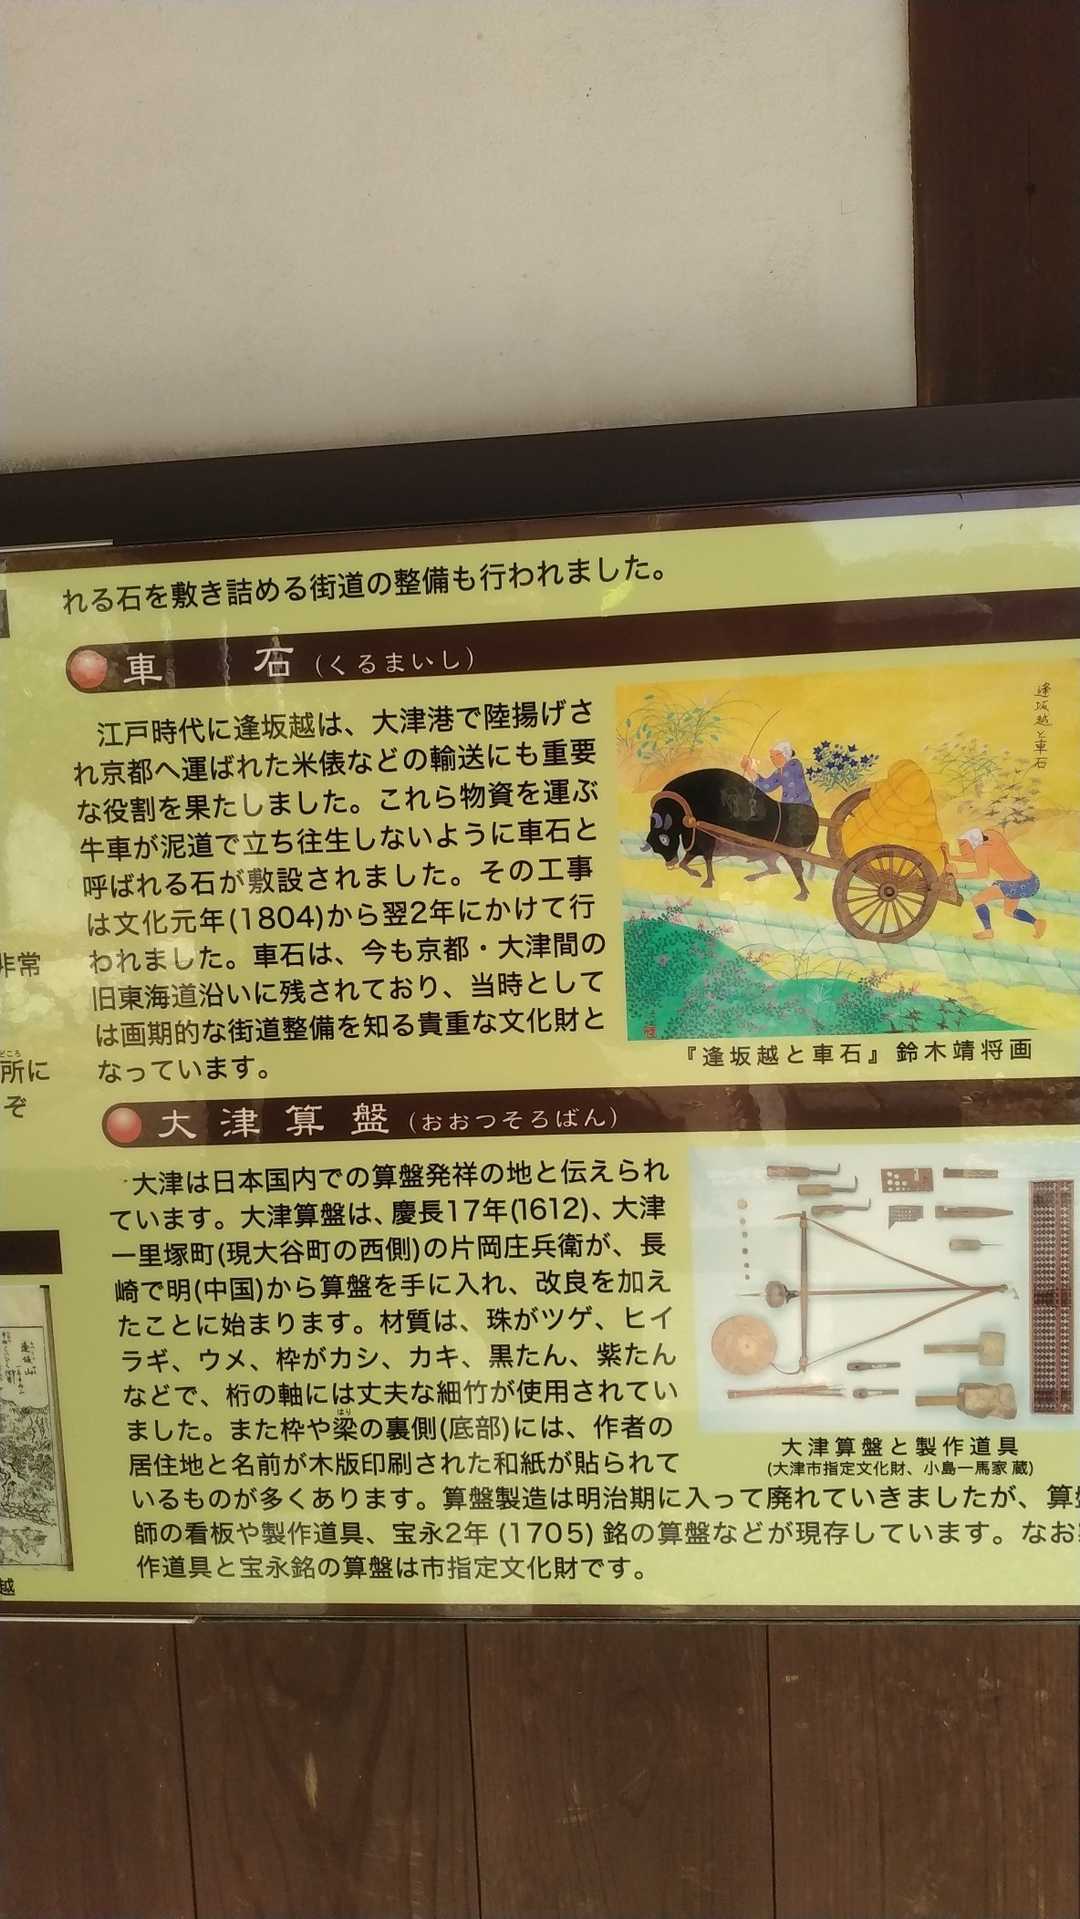 れる石を敷き詰める街道の整備も行われました。
車 石 (くるまいし)
江戸時代に逢坂越は、大津港で陸揚げさ
れ京都へ運ばれた米俵などの輸送にも重要
な役割を果たしました。これら物資を運ぶ
牛車が泥道で立ち往生しないように車石と
呼ばれる石が敷設されました。その工事
は文化元年(1804)から翌2年にかけて行
われました。車石は、今も京都・大津間の
旧東海道沿いに残されており、当時として
は画期的な街道整備を知る貴重な文化財と
なっています。
逢坂越と車石
『逢坂越と車石』鈴木靖将画
非常
どころ
所に
ぞ
大津算盤 (おおつそろばん)
大津は日本国内での算盤発祥の地と伝えられ
ています。大津算盤は、慶長17年(1612)、大津
一里塚町(現大谷町の西側)の片岡庄兵衛が、長
崎で明(中国)から算盤を手に入れ、改良を加え
たことに始まります。材質は、珠がツゲ、ヒイ
ラギ、ウメ、枠がカシ、カキ、黒たん、紫たん
などで、桁の軸には丈夫な細竹が使用されてい
はり
ました。また枠や梁の裏側(底部)には、作者の
居住地と名前が木版印刷された和紙が貼られて
いるものが多くあります。算盤製造は明治期に入って廃れていきましたが、算
師の看板や製作道具、宝永2年(1705)銘の算盤などが現存しています。なお
作道具と宝永銘の算盤は市指定文化財です。
大津算盤と製作道具
(大津市指定文化財、小島一馬家 蔵)
逢坂山
越